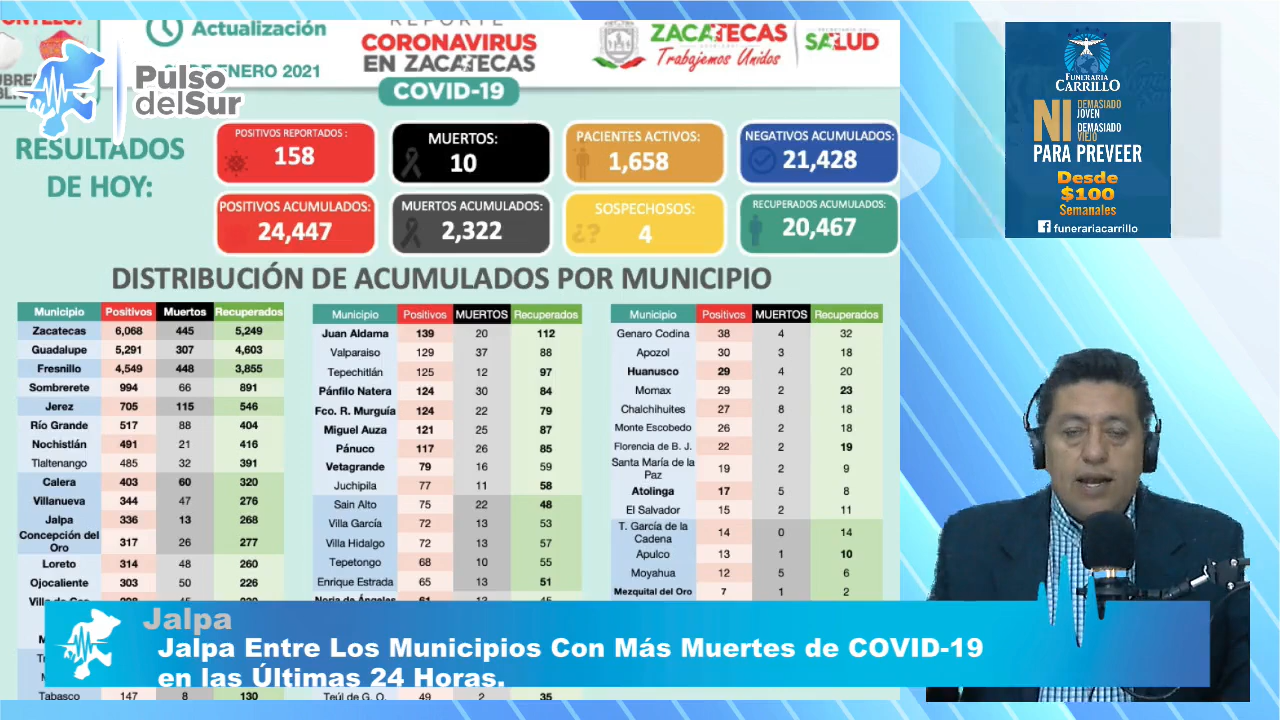 Actualización
ENERO 2021
REPORTE
CORONAVIRUS
EN ZACATECAS
COVID-19
ZACATECAS
Trabajemos Unidos
SALUD
Pulso
delSur
RESULTADOS
DE HOY:
POSITIVOS REPORTADOS :
158
MUERTOS:
10
PACIENTES ACTIVOS:
1,658
NEGATIVOS ACUMULADOS:
21,428
POSITIVOS ACUMULADOS:
24,447
MUERTOS ACUMULADOS:
2,322
SOSPECHOSOS:
4
RECUPERADOS ACUMULADOS:
20,467
DISTRIBUCIÓN DE ACUMULADOS POR MUNICIPIO
Municipio Positivos Muertos Recuperados
Zacatecas 6,068 445 5,249
Guadalupe 5,291 307 4,603
Fresnillo 4,549 448 3,855
Sombrerete 994 66 891
Jerez 705 115 546
Río Grande 517 88 404
Nochistlán 491 21 416
Tlaltenango 485 32 391
Calera 403 60 320
Villanueva 344 47 276
Jalpa 336 13 268
Concepción del
Oro 317 26 277
Loreto 314 48 260
Ojocaliente 303 50 226
Tabasco 147 8 130
Municipio Positivos MUERTOS Recuperados
Juan Aldama 139 20 112
Valparaiso 129 37 88
Tepechitlán 125 12 97
Pánfilo Natera 124 30 84
Fco. R. Murguía 124 22 79
Miguel Auza 121 25 87
Pánuco 117 26 85
Vetagrande 79 16 59
Juchipila 77 11 58
Sain Alto 75 22 48
Villa García 72 13 53
Villa Hidalgo 72 13 57
Tepetongo 68 10 55
Enrique Estrada 65 13 51
Noria de Ángeles 61 13 45
Teúl de G. O. 49 2 35
Municipio Positivos MUERTOS Recuperados
Genaro Codina 38 4 32
Apozol 30 3 18
Huanusco 29 4 20
Momax 29 2 23
Chalchihuites 27 8 18
Monte Escobedo 26 2 18
Florencia de B. J. 22 2 19
Santa María de la
Paz 19 2 9
Atolinga 17 5 8
El Salvador 15 2 11
T. García de la
Cadena 14 0 14
Apulco 13 1 10
Moyahua 12 5 6
Mezquital del Oro 7 1 2
FUNERARIA
CARRILLO
NI DEMASIADO
JOVEN
DEMASIADO
VIEJO
PARA PREVEER
Desde
$100
Semanales
funerariacarrillo
Jalpa
Jalpa Entre Los Municipios Con Más Muertes de COVID-19
en las Últimas 24 Horas.